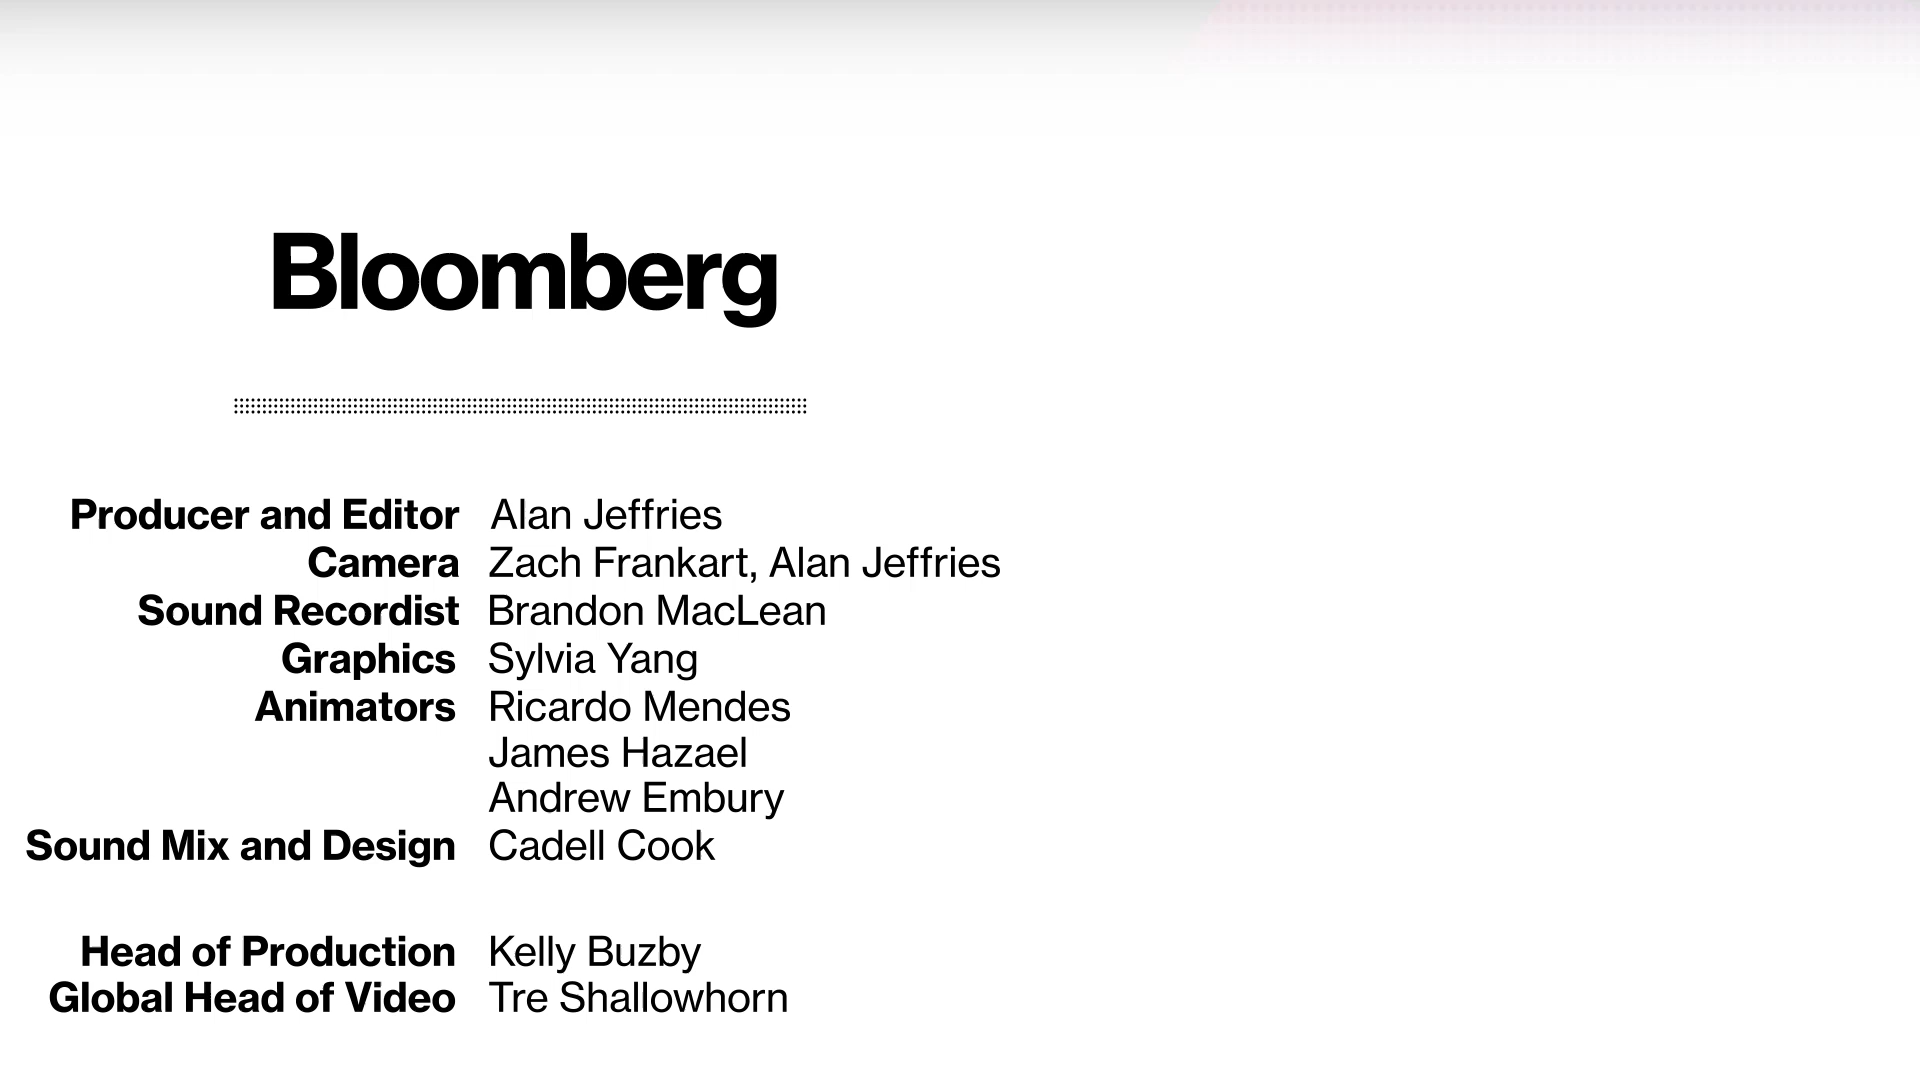 Bloomberg
Producer and Editor Alan Jeffries
Camera Zach Frankart, Alan Jeffries
Sound Recordist Brandon MacLean
Graphics Sylvia Yang
Animators Ricardo Mendes
James Hazael
Andrew Embury
Sound Mix and Design Cadell Cook
Head of Production Kelly Buzby
Global Head of Video Tre Shallowhorn